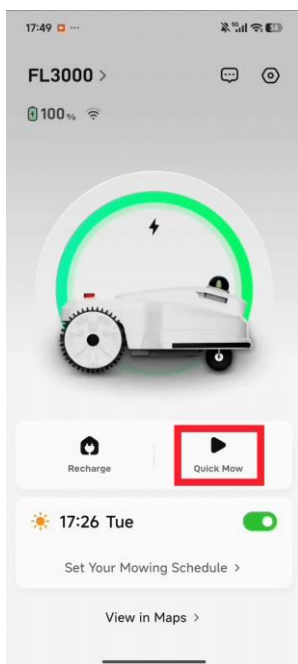 17:49
FL3000 >
100%
Recharge
Quick Mow
17:26 Tue
Set Your Mowing Schedule >
View in Maps >